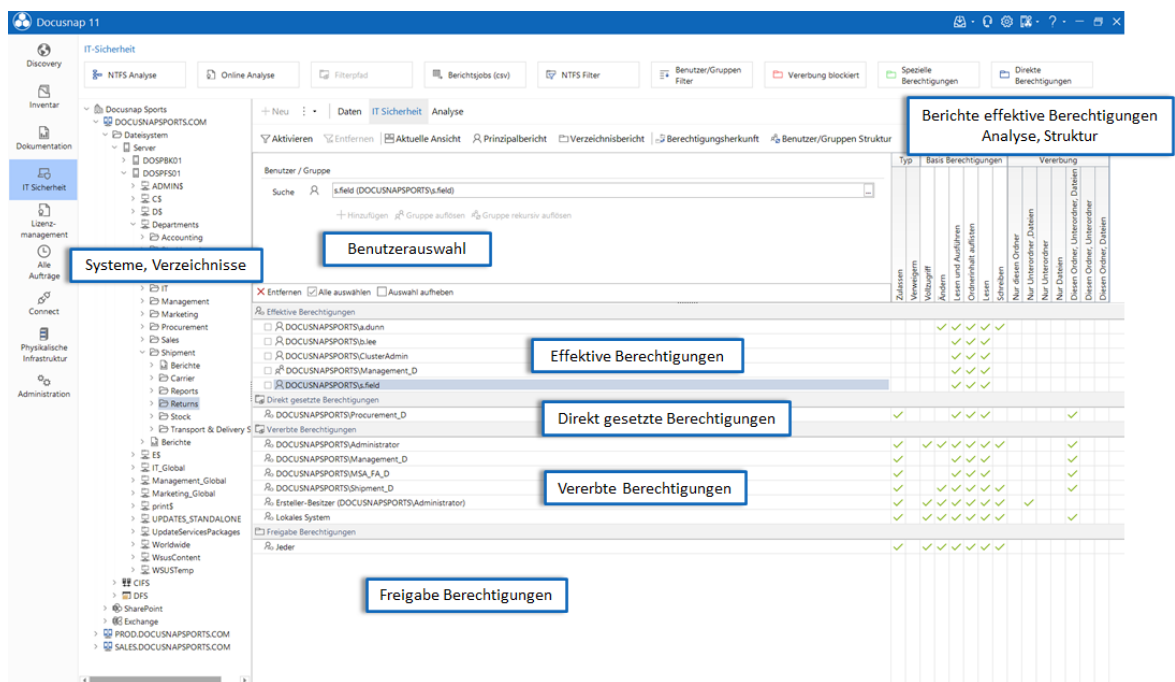 Docusnap 11
IT-Sicherheit
Discovery
Inventar
Dokumentation
IT Sicherheit
Lizenz-
management
Alle
Aufträge
Connect
Physikalische
Infrastruktur
Administration
NTFS Analyse
Online Analyse
Filterpfad
Berichtsjobs (csv)
NTFS Filter
Benutzer/Gruppen
Filter
Vererbung blockiert
Spezielle
Berechtigungen
Direkte
Berechtigungen
Berichte effektive Berechtigungen
Analyse, Struktur
Docusnap Sports
DOCUSNAPSPORTS.COM
Dateisystem
Server
DOSPBK01
DOSPFS01
ADMIN$
C$
D$
Departments
Accounting
Systeme, Verzeichnisse
IT
Management
Marketing
Procurement
Sales
Shipment
Berichte
Carrier
Reports
Returns
Stock
Transport & Delivery S
Berichte
E$
IT_Global
Management_Global
Marketing_Global
print$
UPDATES_STANDALONE
UpdateServicesPackages
Worldwide
WsusContent
WSUSTemp
CIFS
DFS
SharePoint
Exchange
PROD.DOCUSNAPSPORTS.COM
SALES.DOCUSNAPSPORTS.COM
Neu Daten IT Sicherheit Analyse
Aktivieren Entfernen Aktuelle Ansicht Prinzipalbericht Verzeichnisbericht Berechtigungsherkunft Benutzer/Gruppen Struktur
Benutzer / Gruppe
Suche s.field (DOCUSNAPSPORTS\s.field) ...
Hinzufügen Gruppe auflösen Gruppe rekursiv auflösen
Benutzerauswahl
Entfernen Alle auswählen Auswahl aufheben
Typ Basis Berechtigungen Vererbung
Zulassen
Verweigern
Vollzugriff
Ändern
Lesen und Ausführen
Ordnerinhalt auflisten
Lesen
Schreiben
Nur diesen Ordner
Nur Unterordner ,Dateien
Nur Unterordner
Nur Dateien
Diesen Ordner, Unterordner, Dateien
Diesen Ordner, Unterordner
Diesen Ordner, Dateien
Effektive Berechtigungen
DOCUSNAPSPORTS\a.dunn
DOCUSNAPSPORTS\b.lee
DOCUSNAPSPORTS\ClusterAdmin
DOCUSNAPSPORTS\Management_D
DOCUSNAPSPORTS\s.field
Effektive Berechtigungen
Direkt gesetzte Berechtigungen
DOCUSNAPSPORTS\Procurement_D
Direkt gesetzte Berechtigungen
Vererbte Berechtigungen
DOCUSNAPSPORTS\Administrator
DOCUSNAPSPORTS\Management_D
DOCUSNAPSPORTS\MSA_FA_D
DOCUSNAPSPORTS\Shipment_D
Ersteller-Besitzer (DOCUSNAPSPORTS\Administrator)
Lokales System
Vererbte Berechtigungen
Freigabe Berechtigungen
Jeder
Freigabe Berechtigungen